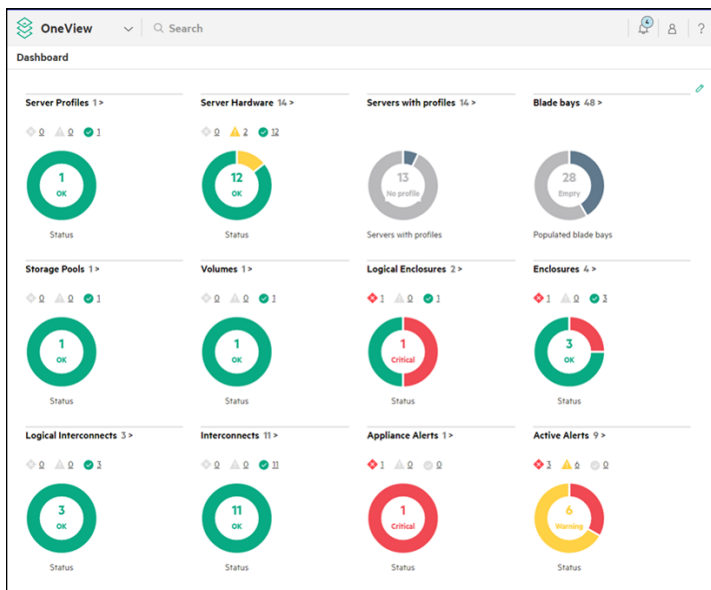 OneView Search 4 ?
Dashboard
Server Profiles 1 >
0 0 1
1
OK
Status
Server Hardware 14 >
0 2 12
12
OK
Status
Servers with profiles 14 >
13
No profile
Servers with profiles
Blade bays 48 >
28
Empty
Populated blade bays
Storage Pools 1 >
0 0 1
1
OK
Status
Volumes 1 >
0 0 1
1
OK
Status
Logical Enclosures 2 >
1 0 1
1
Critical
Status
Enclosures 4 >
1 0 3
3
OK
Status
Logical Interconnects 3 >
0 0 3
3
OK
Status
Interconnects 11 >
0 0 11
11
OK
Status
Appliance Alerts 1 >
1 0 0
1
Critical
Status
Active Alerts 9 >
3 6 0
6
Warning
Status